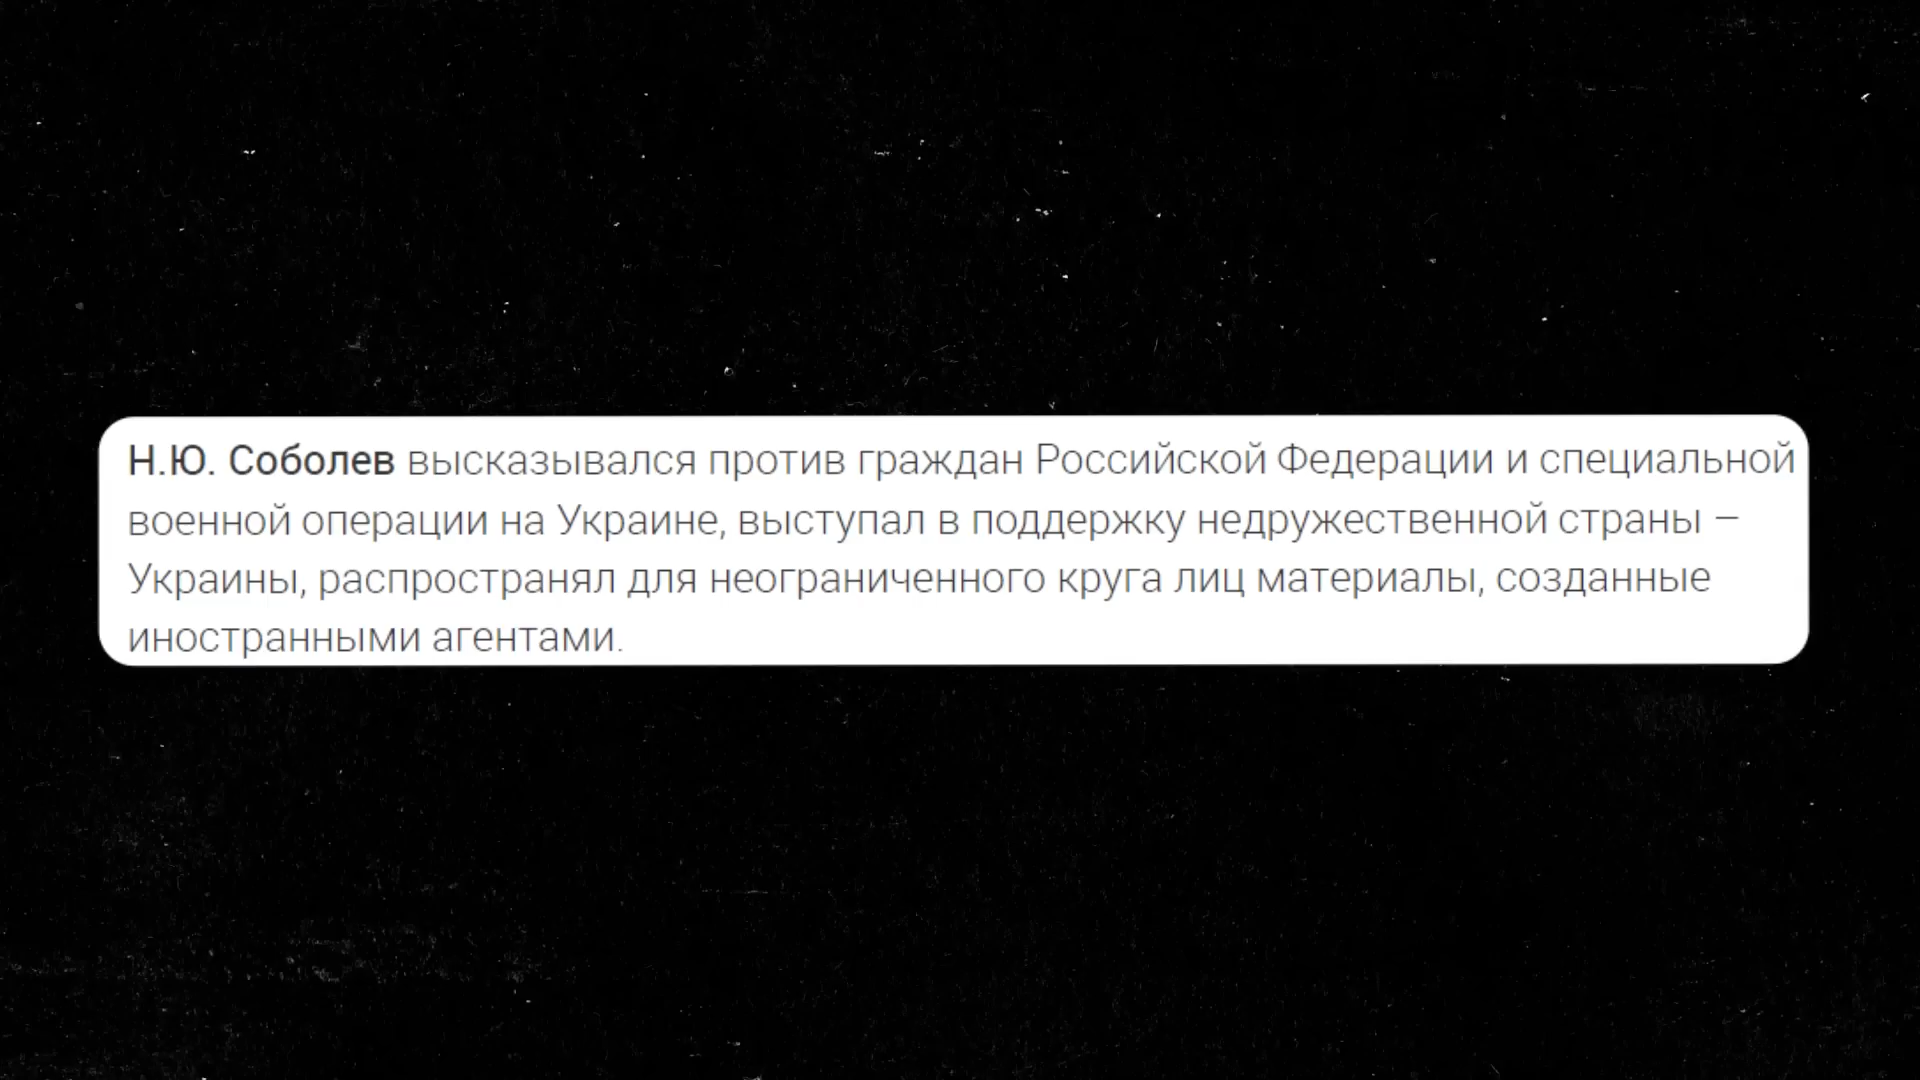 Н.Ю. Соболев высказывался против граждан Российской Федерации и специальной
военной операции на Украине, выступал в поддержку недружественной страны –
Украины, распространял для неограниченного круга лиц материалы, созданные
иностранными агентами.